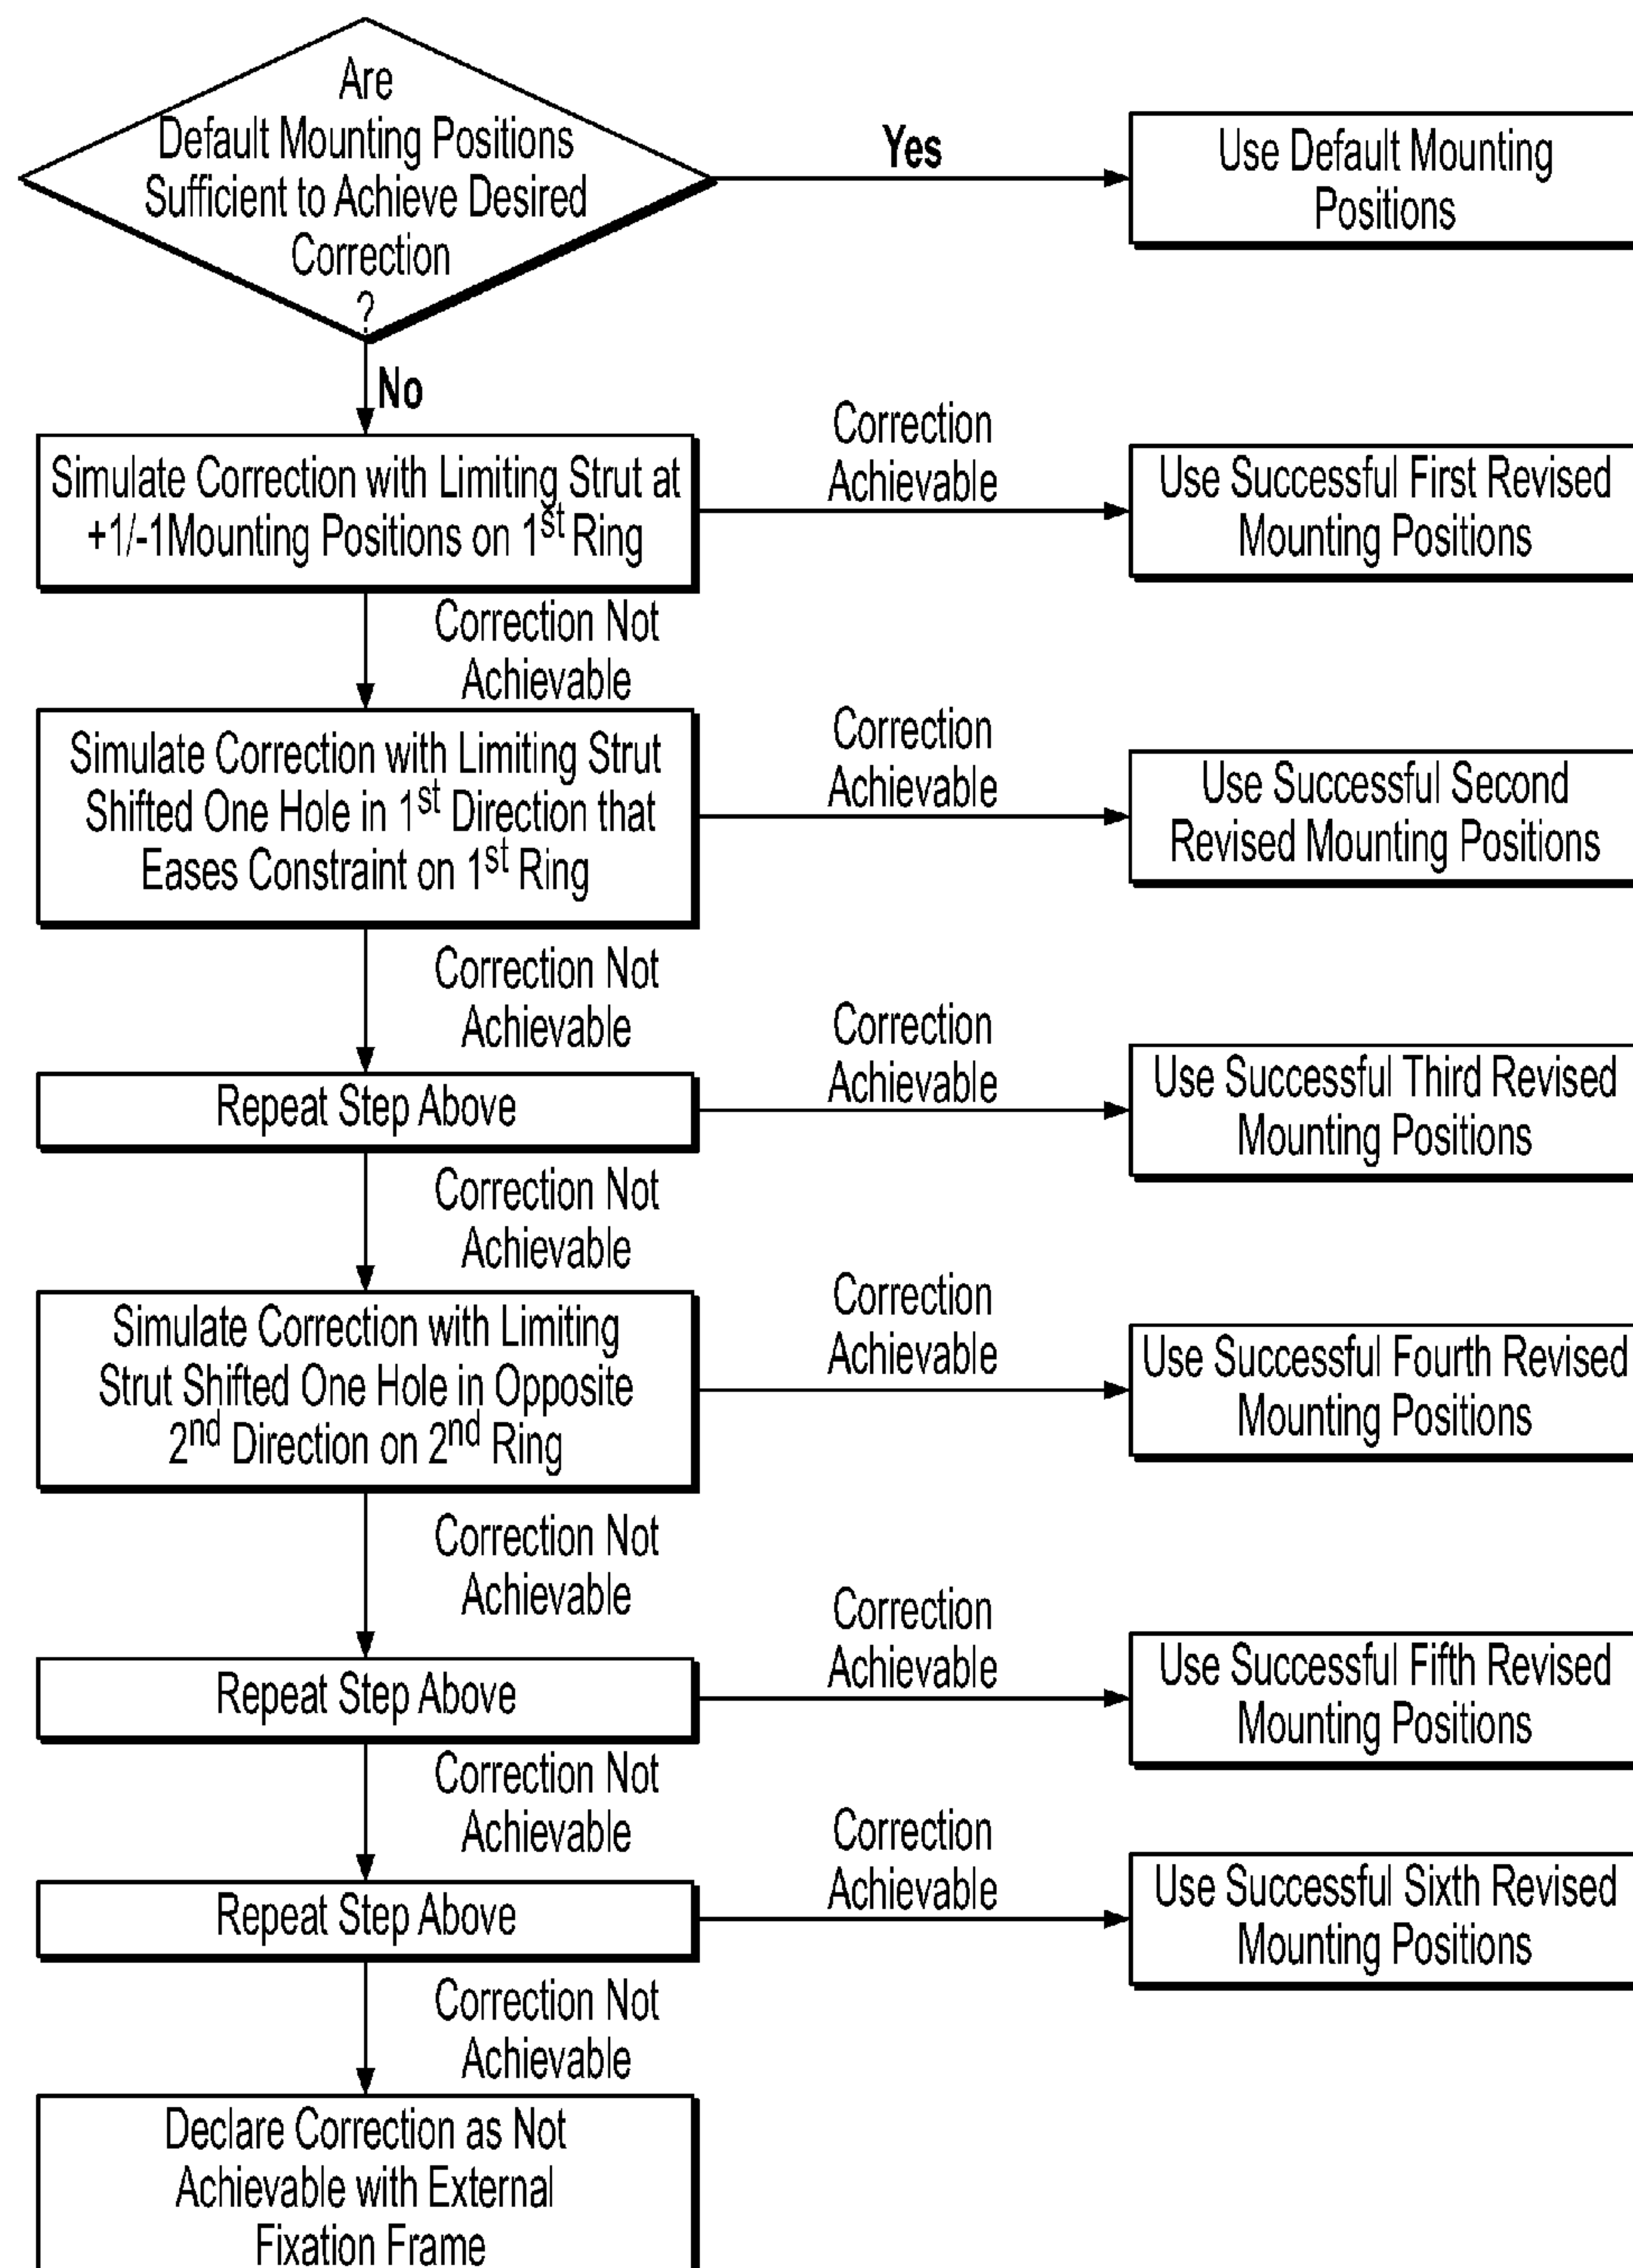 Are
Default Mounting Positions
Sufficient to Achieve Desired
Correction
?
Yes
Use Default Mounting
Positions
No
Simulate Correction with Limiting Strut at
+1/-1Mounting Positions on 1st Ring
Correction
Achievable
Use Successful First Revised
Mounting Positions
Correction Not
Achievable
Simulate Correction with Limiting Strut
Shifted One Hole in 1st Direction that
Eases Constraint on 1st Ring
Correction
Achievable
Use Successful Second
Revised Mounting Positions
Correction Not
Achievable
Repeat Step Above
Correction
Achievable
Use Successful Third Revised
Mounting Positions
Correction Not
Achievable
Simulate Correction with Limiting
Strut Shifted One Hole in Opposite
2nd Direction on 2nd Ring
Correction
Achievable
Use Successful Fourth Revised
Mounting Positions
Correction Not
Achievable
Repeat Step Above
Correction
Achievable
Use Successful Fifth Revised
Mounting Positions
Correction Not
Achievable
Repeat Step Above
Correction
Achievable
Use Successful Sixth Revised
Mounting Positions
Correction Not
Achievable
Declare Correction as Not
Achievable with External
Fixation Frame